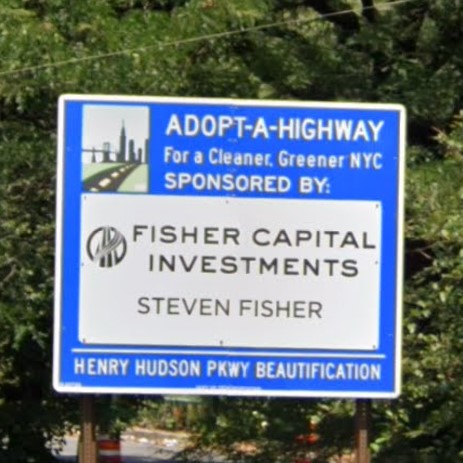 ADOPT-A-HIGHWAY
For a Cleaner, Greener NYC
SPONSORED BY:
FISHER CAPITAL
INVESTMENTS
STEVEN FISHER
HENRY HUDSON PKWY BEAUTIFICATION